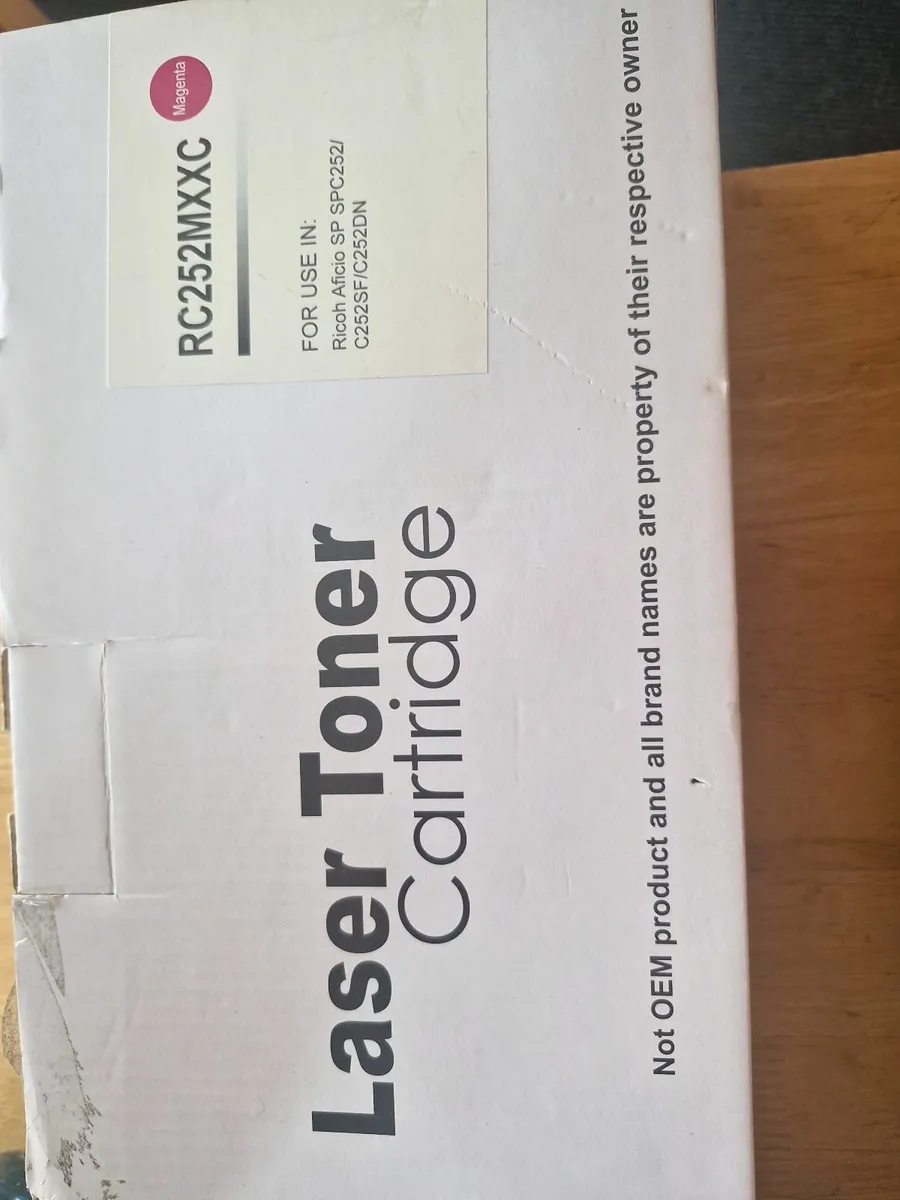 RC252MXXC
Magenta
FOR USE IN:
Ricoh Aficio SP SPC252/
C252SF/C252DN
Laser Toner
Cartridge
Not OEM product and all brand names are property of their respective owner